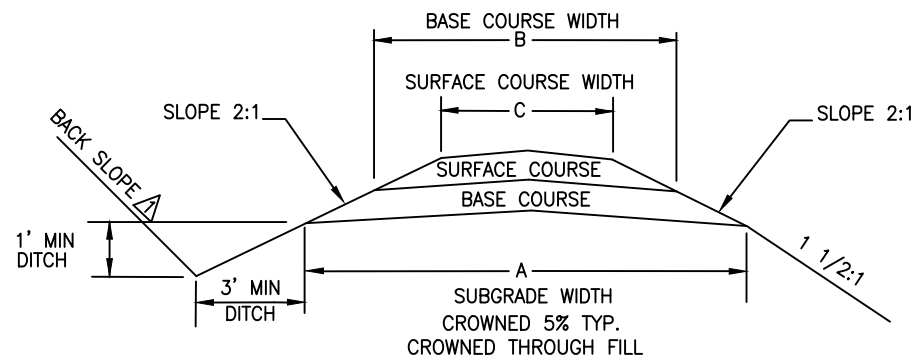 BASE COURSE WIDTH
B
SURFACE COURSE WIDTH
C
SLOPE 2:1
SLOPE 2:1
BACK SLOPE 1
SURFACE COURSE
BASE COURSE
1' MIN
DITCH
1 1/2:1
3' MIN
DITCH
A
SUBGRADE WIDTH
CROWNED 5% TYP.
CROWNED THROUGH FILL